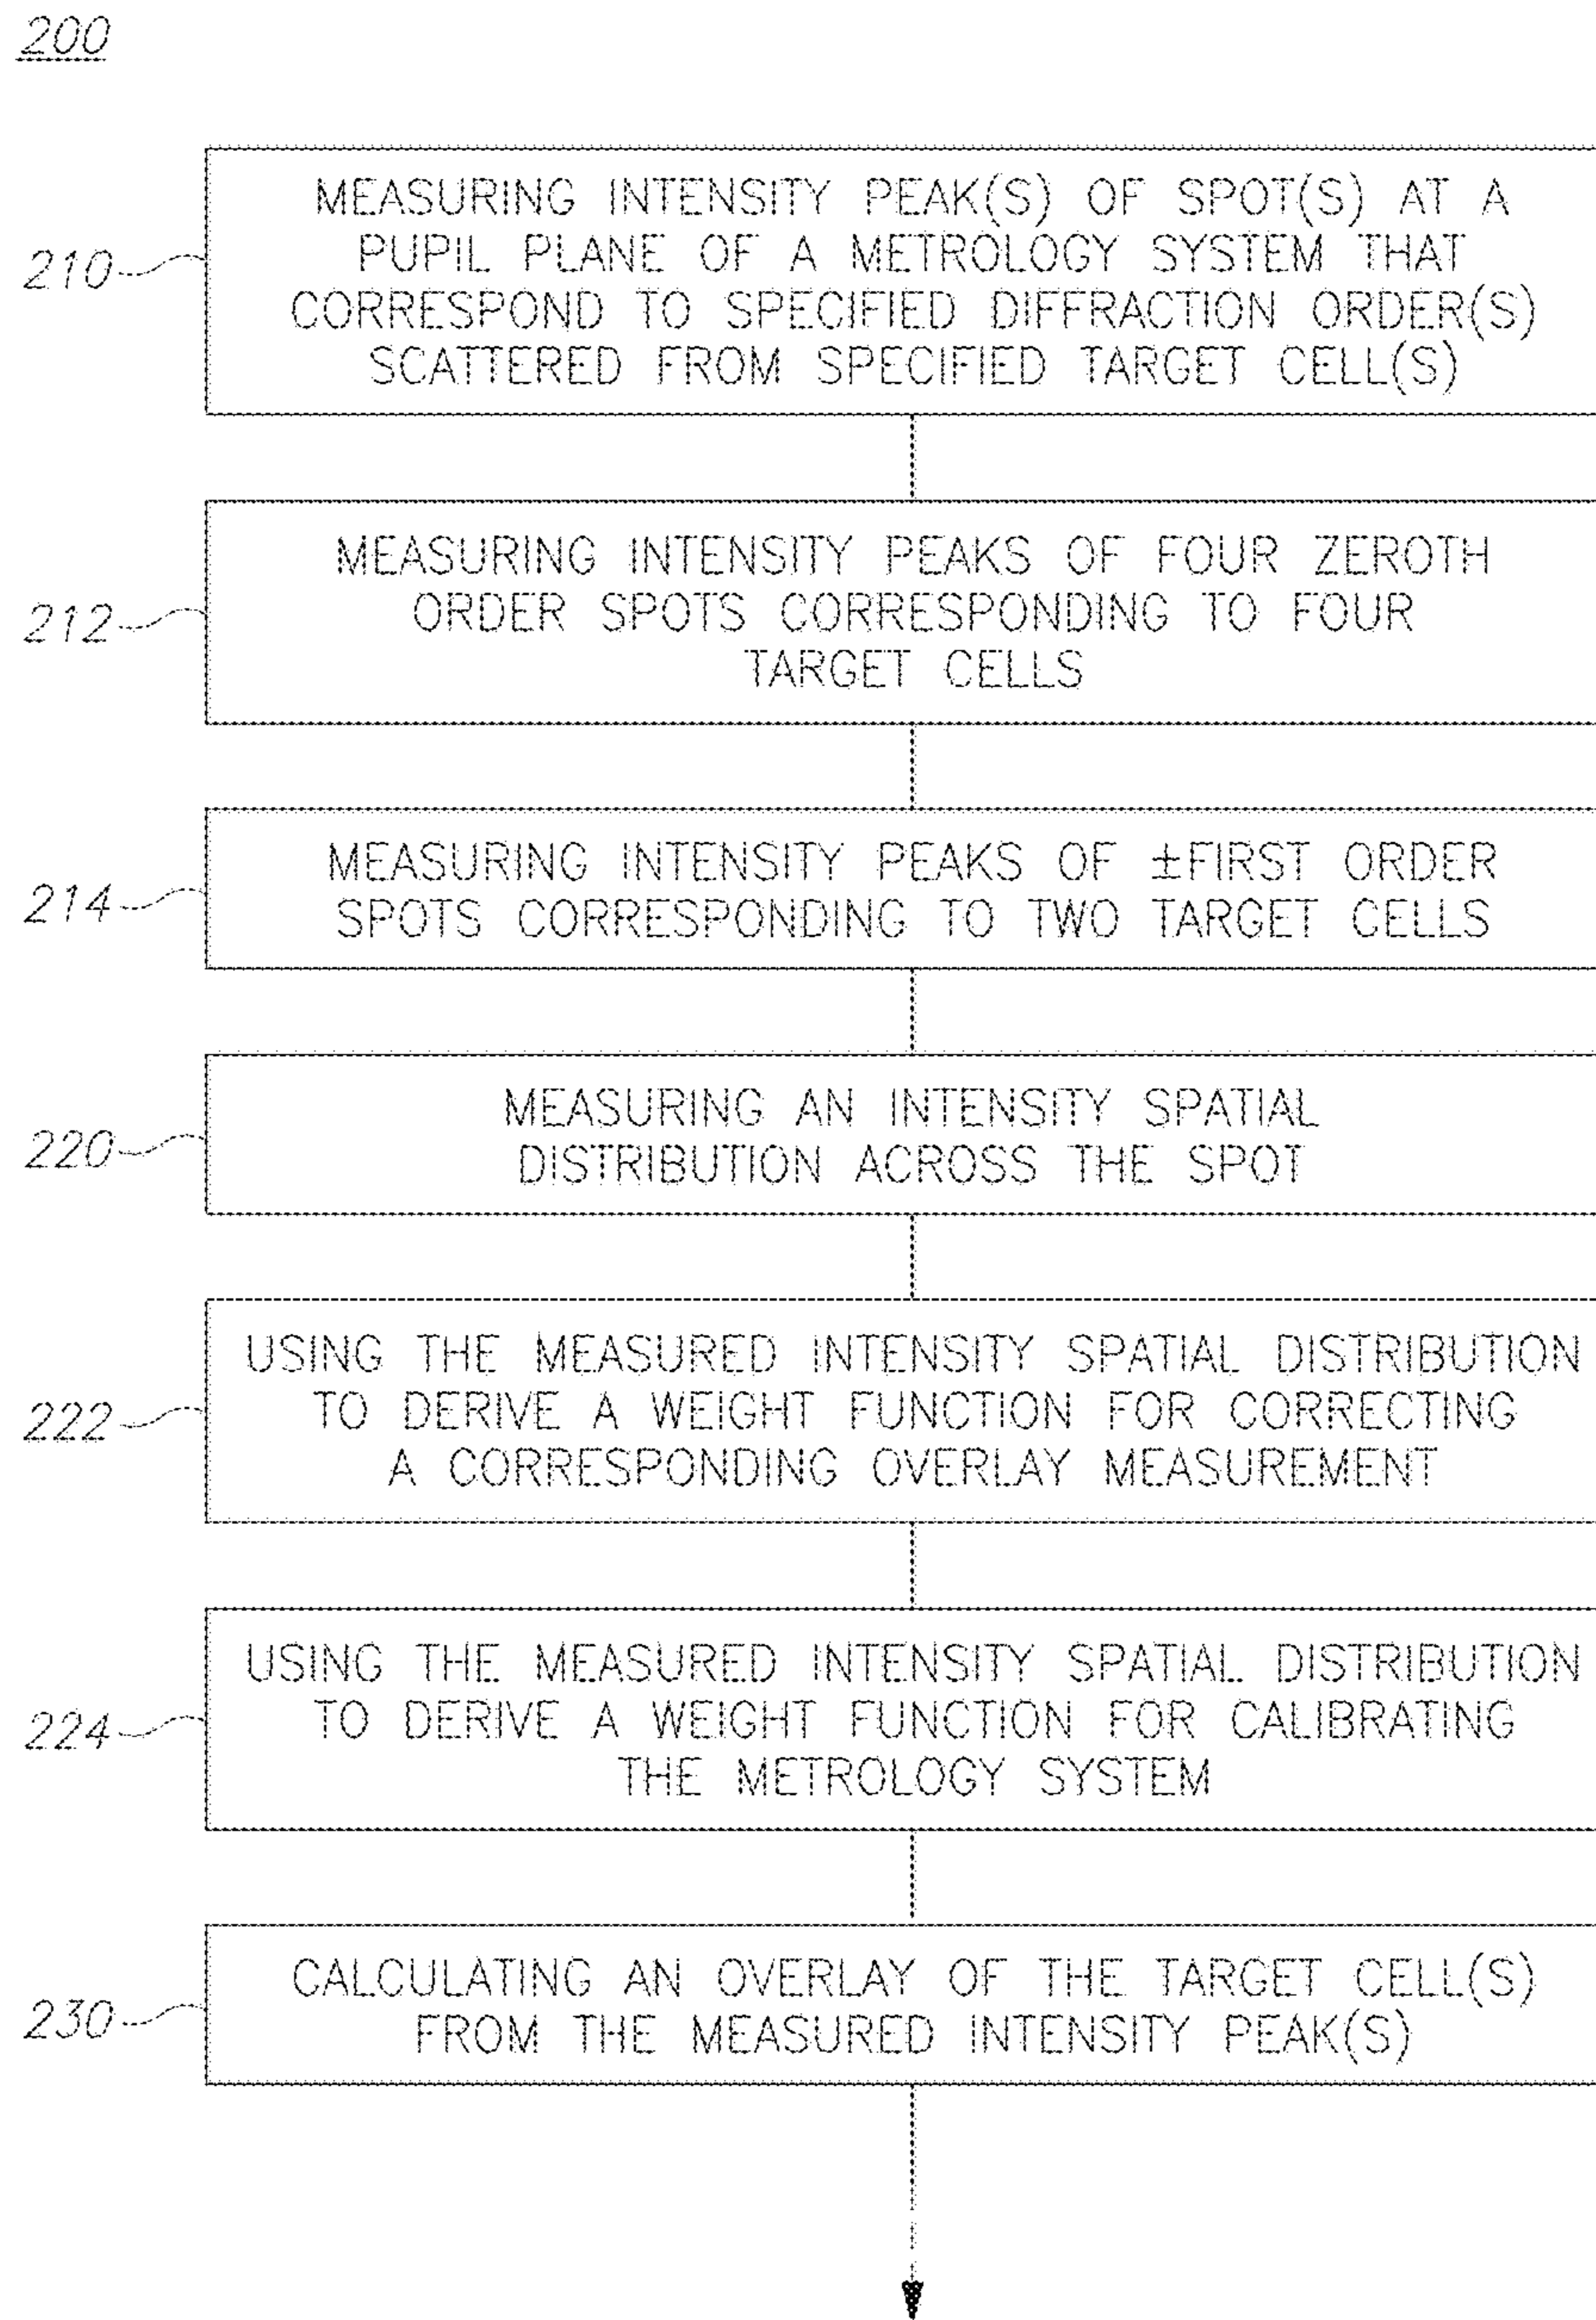 200
210
MEASURING INTENSITY PEAK(S) OF SPOT(S) AT A
PUPIL PLANE OF A METROLOGY SYSTEM THAT
CORRESPOND TO SPECIFIED DIFFRACTION ORDER(S)
SCATTERED FROM SPECIFIED TARGET CELL(S)
212
MEASURING INTENSITY PEAKS OF FOUR ZEROTH
ORDER SPOTS CORRESPONDING TO FOUR
TARGET CELLS
214
MEASURING INTENSITY PEAKS OF ±FIRST ORDER
SPOTS CORRESPONDING TO TWO TARGET CELLS
220
MEASURING AN INTENSITY SPATIAL
DISTRIBUTION ACROSS THE SPOT
222
USING THE MEASURED INTENSITY SPATIAL DISTRIBUTION
TO DERIVE A WEIGHT FUNCTION FOR CORRECTING
A CORRESPONDING OVERLAY MEASUREMENT
224
USING THE MEASURED INTENSITY SPATIAL DISTRIBUTION
TO DERIVE A WEIGHT FUNCTION FOR CALIBRATING
THE METROLOGY SYSTEM
230
CALCULATING AN OVERLAY OF THE TARGET CELL(S)
FROM THE MEASURED INTENSITY PEAK(S)